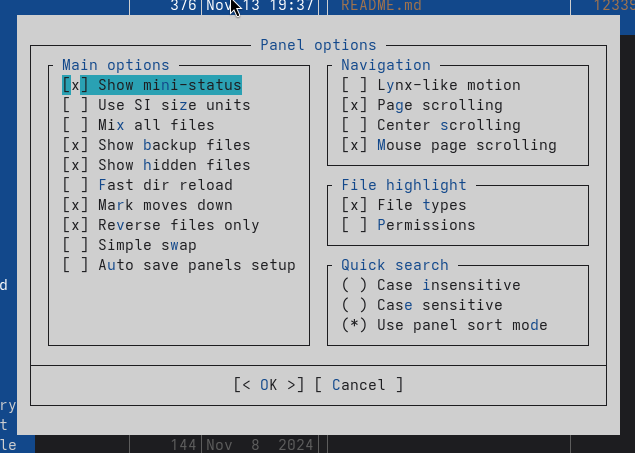 376 Nov 13 19:37 README.md 12339
Panel options
Main options
[x] Show mini-status
[ ] Use SI size units
[ ] Mix all files
[x] Show backup files
[x] Show hidden files
[ ] Fast dir reload
[x] Mark moves down
[x] Reverse files only
[ ] Simple swap
[ ] Auto save panels setup
Navigation
[ ] Lynx-like motion
[x] Page scrolling
[ ] Center scrolling
[x] Mouse page scrolling
File highlight
[x] File types
[ ] Permissions
Quick search
( ) Case insensitive
( ) Case sensitive
(*) Use panel sort mode
[< OK >] [ Cancel ]
d
ry
t
le 144 Nov 8 2024